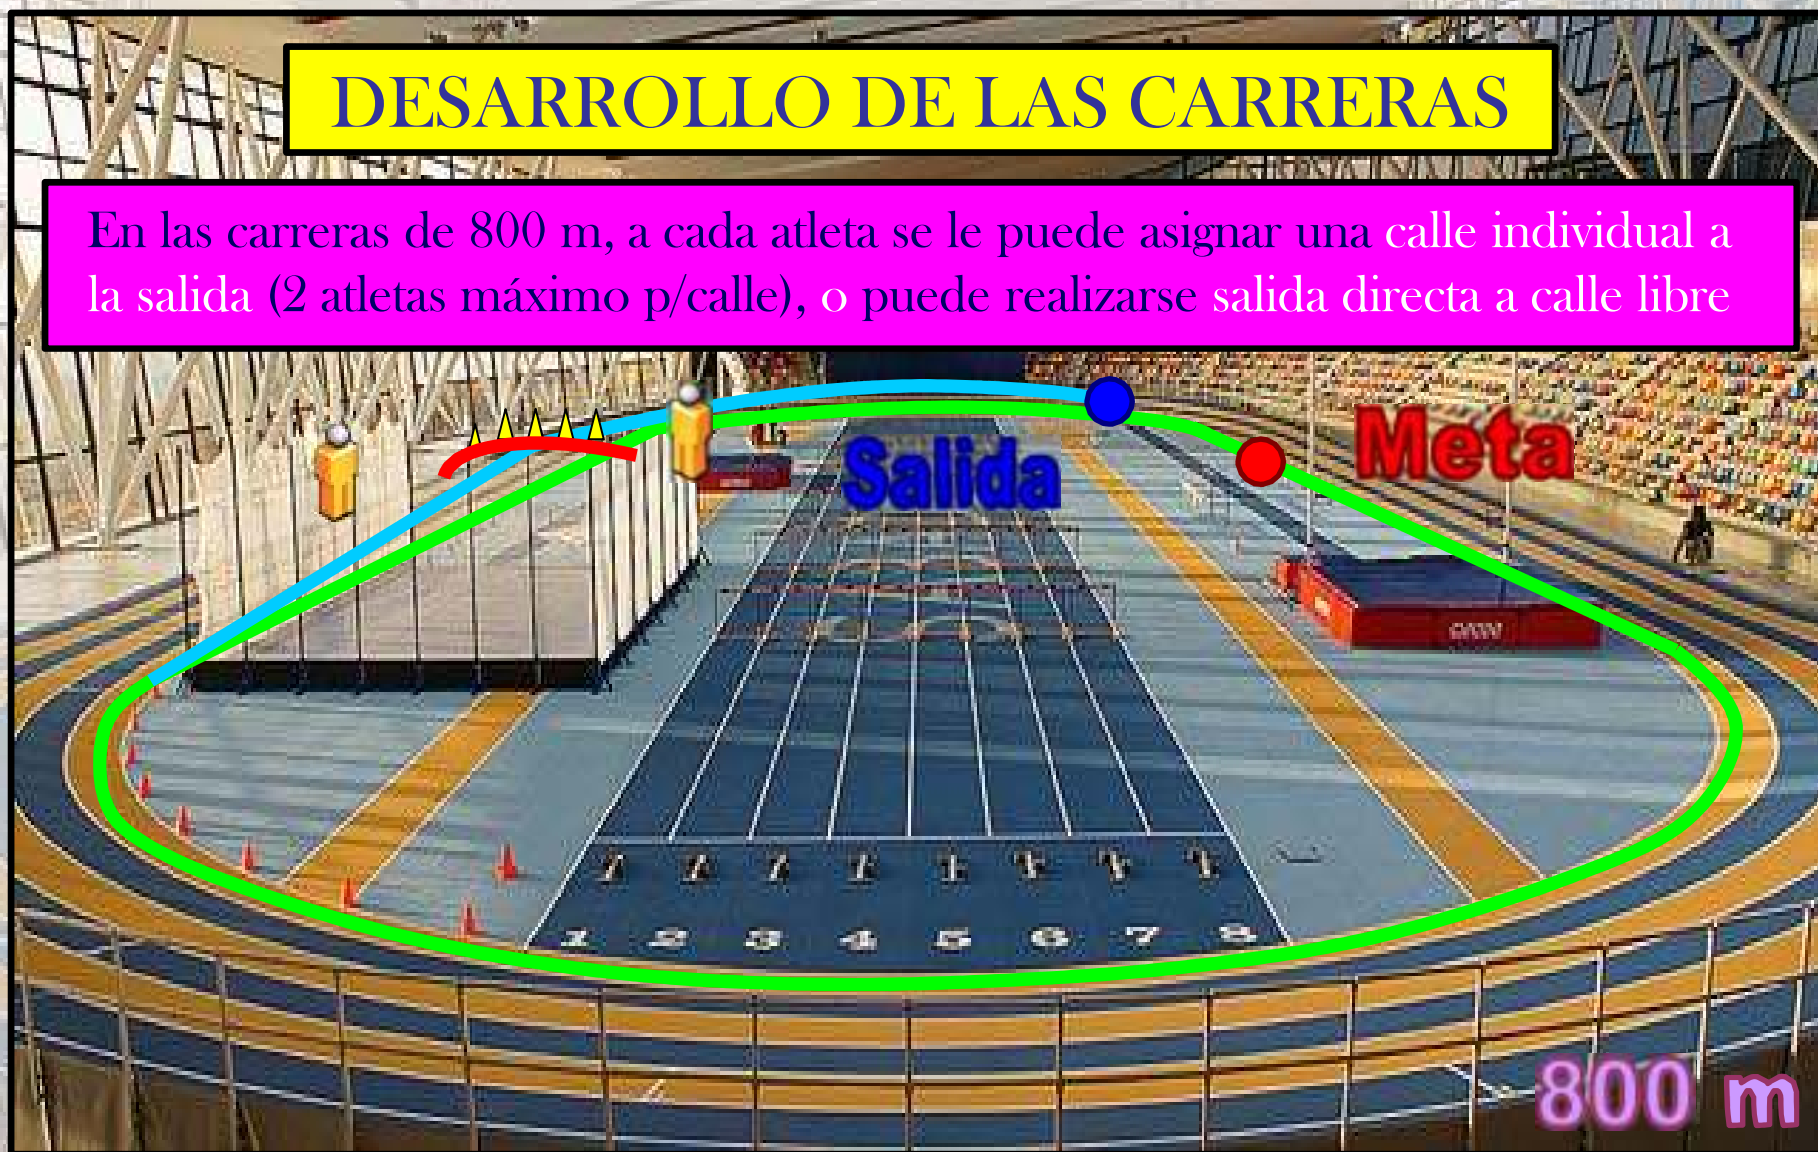 DESARROLLO DE LAS CARRERAS
En las carreras de 800 m, a cada atleta se le puede asignar una calle individual a
la salida (2 atletas máximo p/calle), o puede realizarse salida directa a calle libre
Salida
Meta
1 2 3 4 5 6 7 8
800 m